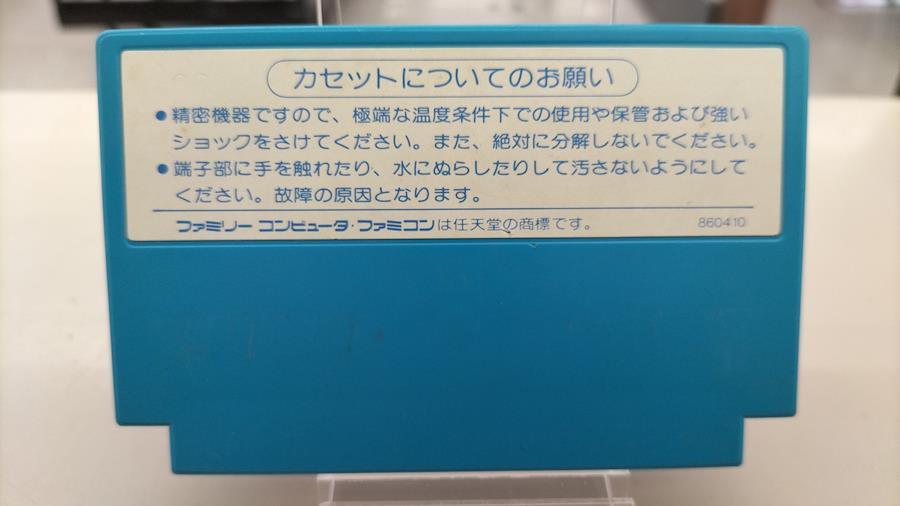 カセットについてのお願い
●精密機器ですので、極端な温度条件下での使用や保管および強い
ショックをさけてください。また、絶対に分解しないでください。
●端子部に手を触れたり、水にぬらしたりして汚さないようにして
ください。故障の原因となります。
ファミリー コンピュータ・ファミコンは任天堂の商標です。 860410